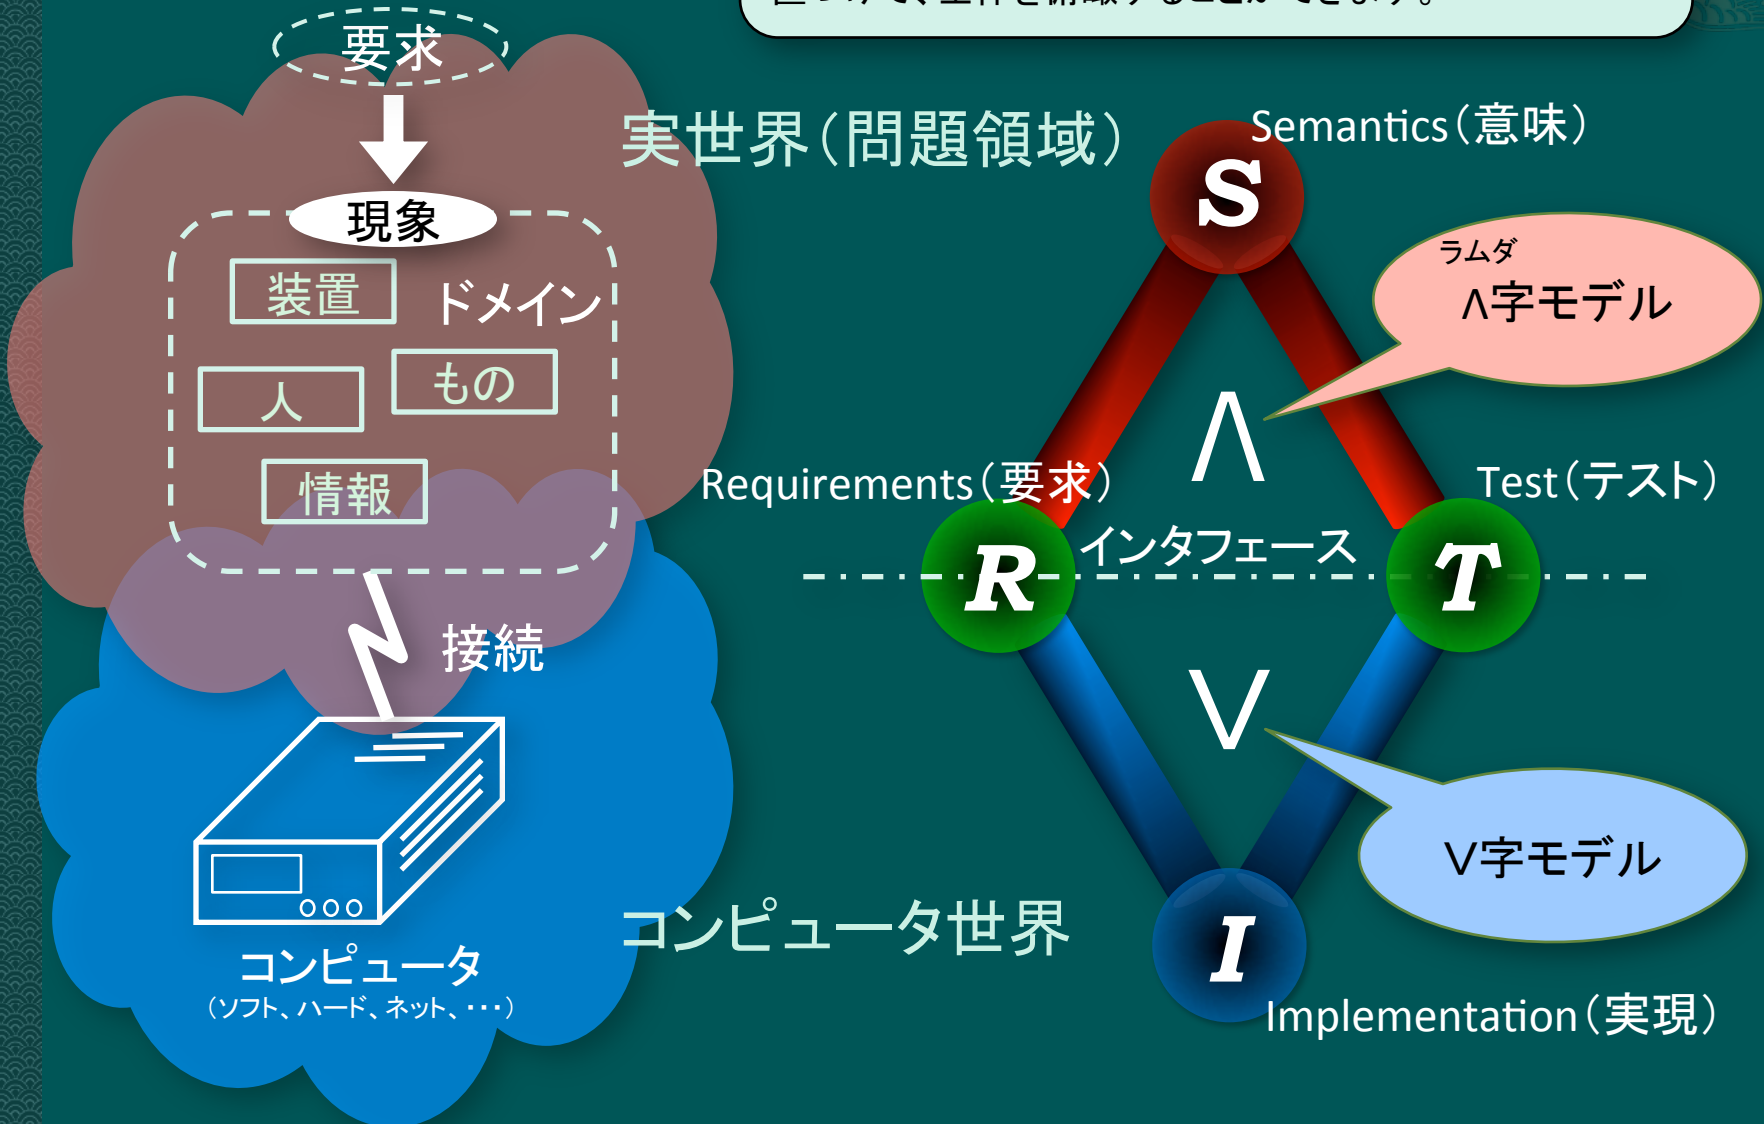 要求
実世界（問題領域）
Semantics（意味）
S
現象
装置
ドメイン
人
もの
情報
ラムダ
Λ字モデル
Λ
Requirements（要求）
Test（テスト）
インタフェース
R
T
接続
V
V字モデル
コンピュータ世界
I
コンピュータ
（ソフト、ハード、ネット、・・・）
Implementation（実現）